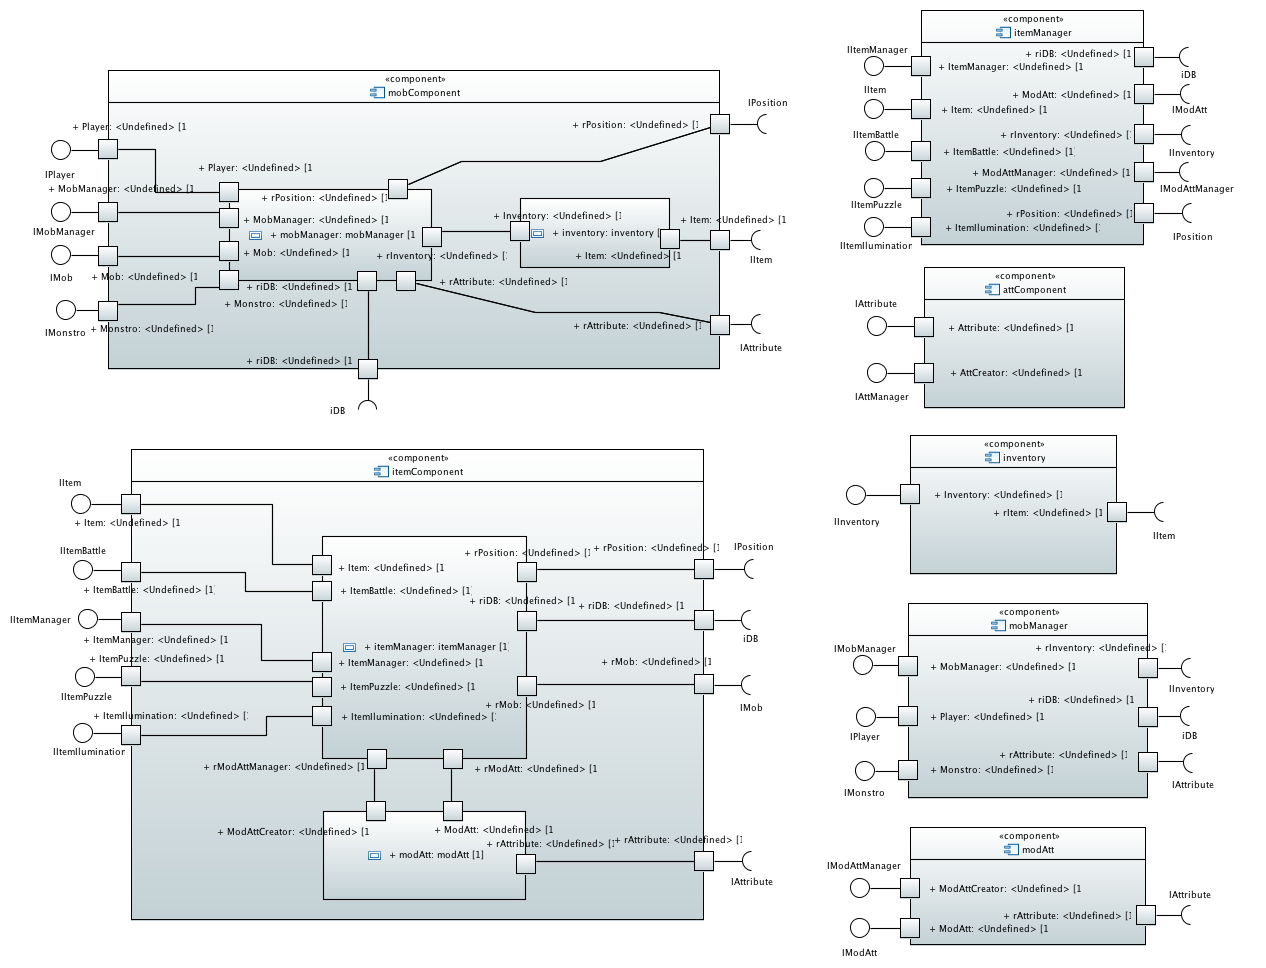 «component»
mobComponent
+ Player: <Undefined> [1
IPlayer
+ MobManager: <Undefined> [1
IMobManager
IMob
+ Mob: <Undefined> [1
IMonstro
+ Monstro: <Undefined> [1
+ Player: <Undefined> [1
+ rPosition: <Undefined> [1
+ MobManager: <Undefined> [1
+ mobManager: mobManager [1
+ Mob: <Undefined> [1
+ rInventory: <Undefined> [1
+ riDB: <Undefined> [1
+ Monstro: <Undefined> [1
+ rAttribute: <Undefined> [1
+ riDB: <Undefined> [1
iDB
+ Inventory: <Undefined> [1
+ inventory: inventory [1
+ Item: <Undefined> [1
+ rPosition: <Undefined> [1
IPosition
+ Item: <Undefined> [1
IItem
+ rAttribute: <Undefined> [1
IAttribute
«component»
itemComponent
IItem
+ Item: <Undefined> [1
IItemBattle
+ ItemBattle: <Undefined> [1
IItemManager
+ ItemManager: <Undefined> [1
+ ItemPuzzle: <Undefined> [1
IItemPuzzle
+ ItemIllumination: <Undefined> [1
IItemIllumination
+ Item: <Undefined> [1
+ ItemBattle: <Undefined> [1
+ itemManager: itemManager [1
+ ItemManager: <Undefined> [1
+ ItemPuzzle: <Undefined> [1
+ ItemIllumination: <Undefined> [1
+ rPosition: <Undefined> [1
+ rPosition: <Undefined> [1
IPosition
+ riDB: <Undefined> [1
+ riDB: <Undefined> [1
iDB
+ rMob: <Undefined> [1
+ rMob: <Undefined> [1
IMob
+ rModAttManager: <Undefined> [1
+ rModAtt: <Undefined> [1
+ ModAttCreator: <Undefined> [1
+ ModAtt: <Undefined> [1
+ modAtt: modAtt [1]
+ rAttribute: <Undefined> [1
+ rAttribute: <Undefined> [1
IAttribute
«component»
itemManager
IItemManager
+ ItemManager: <Undefined> [1
IItem
+ Item: <Undefined> [1
IItemBattle
+ ItemBattle: <Undefined> [1
+ ItemPuzzle: <Undefined> [1
IItemPuzzle
+ ItemIllumination: <Undefined> [1
IItemIllumination
+ riDB: <Undefined> [1
iDB
+ ModAtt: <Undefined> [1
IModAtt
+ rInventory: <Undefined> [1
IInventory
+ ModAttManager: <Undefined> [1
IModAttManager
+ rPosition: <Undefined> [1
IPosition
«component»
attComponent
IAttribute
+ Attribute: <Undefined> [1
+ AttCreator: <Undefined> [1
IAttManager
«component»
inventory
+ Inventory: <Undefined> [1
IInventory
+ rItem: <Undefined> [1
IItem
«component»
mobManager
IMobManager
+ MobManager: <Undefined> [1
+ rInventory: <Undefined> [1
IInventory
+ riDB: <Undefined> [1
+ Player: <Undefined> [1
IPlayer
iDB
+ rAttribute: <Undefined> [1
+ Monstro: <Undefined> [1
IMonstro
IAttribute
«component»
modAtt
IModAttManager
+ ModAttCreator: <Undefined> [1
IAttribute
+ rAttribute: <Undefined> [1
+ ModAtt: <Undefined> [1
IModAtt